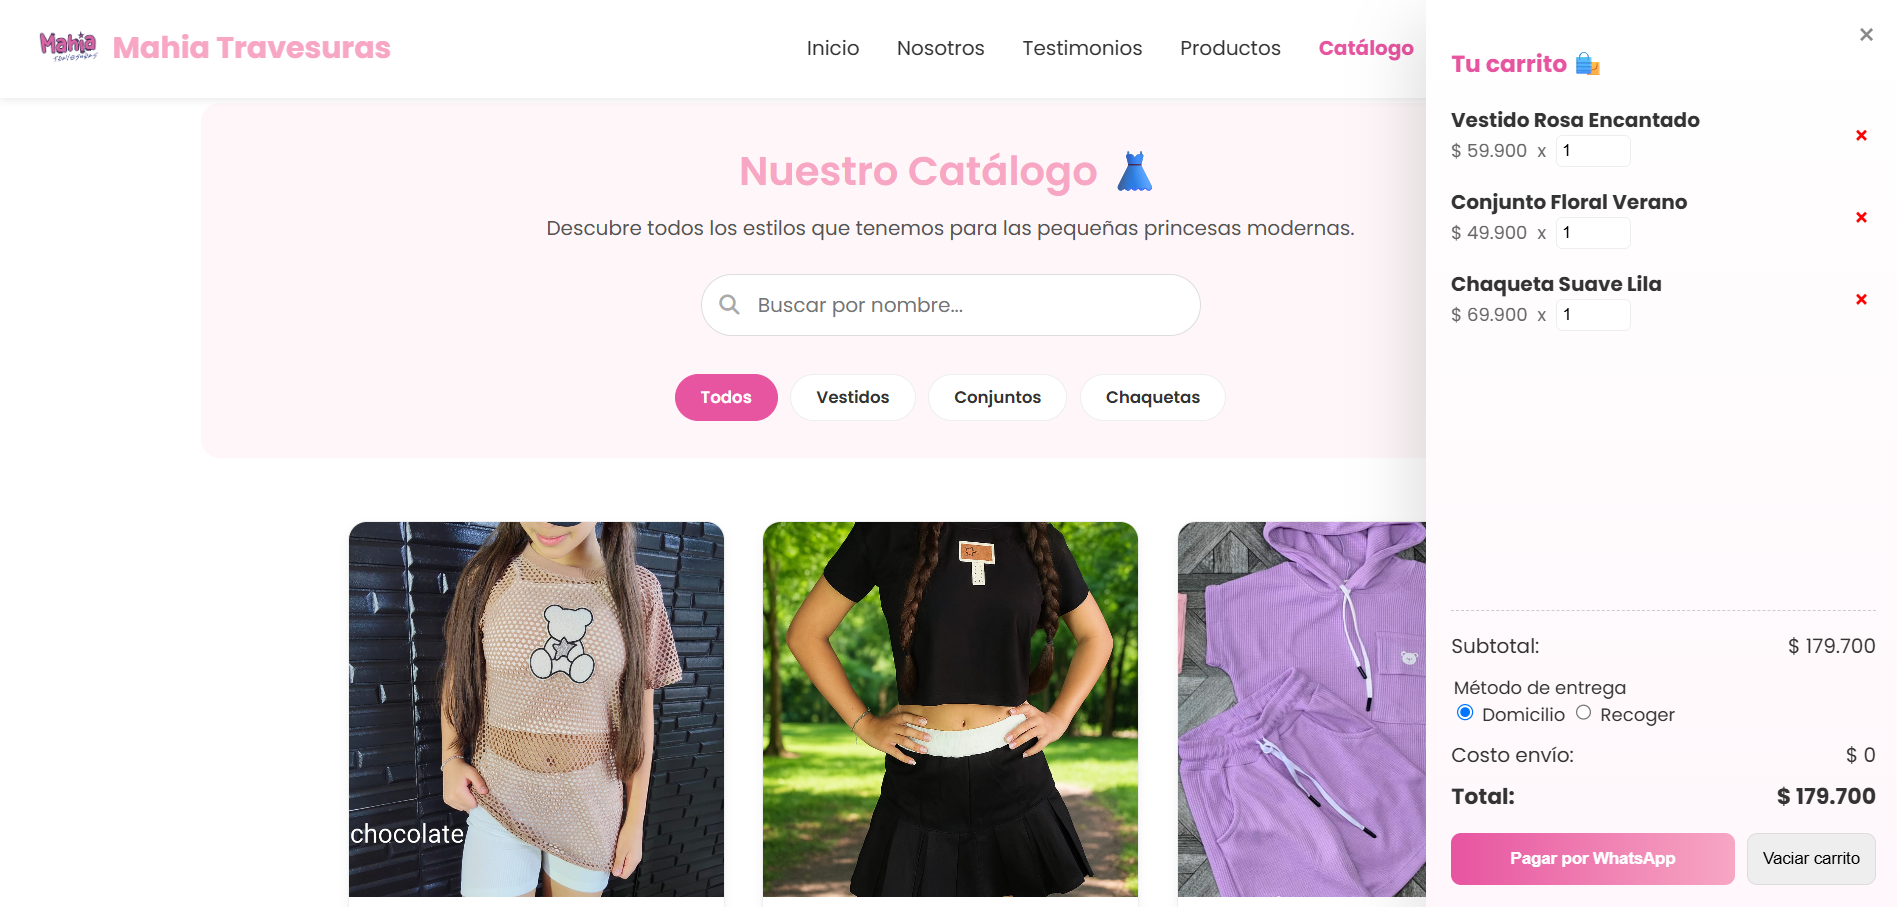 Mahia
TRAVESURAS
Mahia Travesuras
Inicio
Nosotros
Testimonios
Productos
Catálogo
Nuestro Catálogo
Descubre todos los estilos que tenemos para las pequeñas princesas modernas.
Buscar por nombre...
Todos
Vestidos
Conjuntos
Chaquetas
chocolate
Tu carrito
Vestido Rosa Encantado
$ 59.900 x 1
Conjunto Floral Verano
$ 49.900 x 1
Chaqueta Suave Lila
$ 69.900 x 1
Subtotal: $ 179.700
Método de entrega
Domicilio Recoger
Costo envío: $ 0
Total: $ 179.700
Pagar por WhatsApp
Vaciar carrito